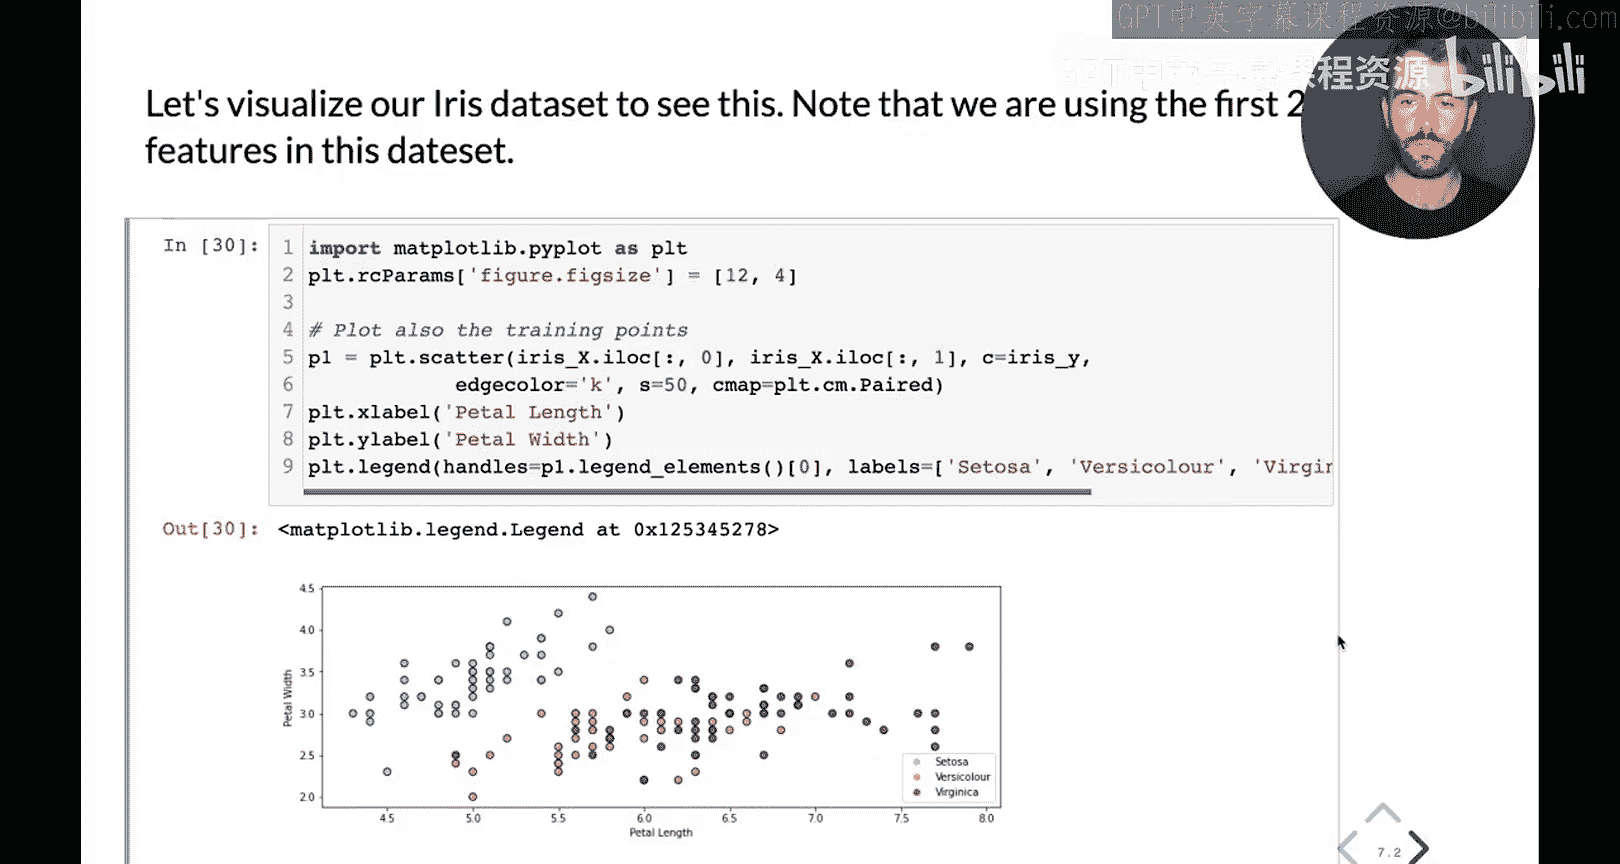 GPT中英字幕课程资源@bilibili.com
课程资源 bilibili
Let's visualize our Iris dataset to see this. Note that we are using the first 2
features in this dateset.
In [30]:
1 import matplotlib.pyplot as plt
2 plt.rcParams['figure.figsize'] = [12, 4]
3
4 # Plot also the training points
5 p1 = plt.scatter(iris_X.iloc[:, 0], iris_X.iloc[:, 1], c=iris_y,
6 edgecolor='k', s=50, cmap=plt.cm.Paired)
7 plt.xlabel('Petal Length')
8 plt.ylabel('Petal Width')
9 plt.legend(handles=p1.legend_elements()[0], labels=['Setosa', 'Versicolour', 'Virgin
Out[30]: <matplotlib.legend.Legend at 0x125345278>
4.5
4.0
3.5
3.0
2.5
2.0
Petal Width
Setosa
Versicolour
Virginica
4.5 5.0 5.5 6.0 6.5 7.0 7.5 8.0
Petal Length
7.2